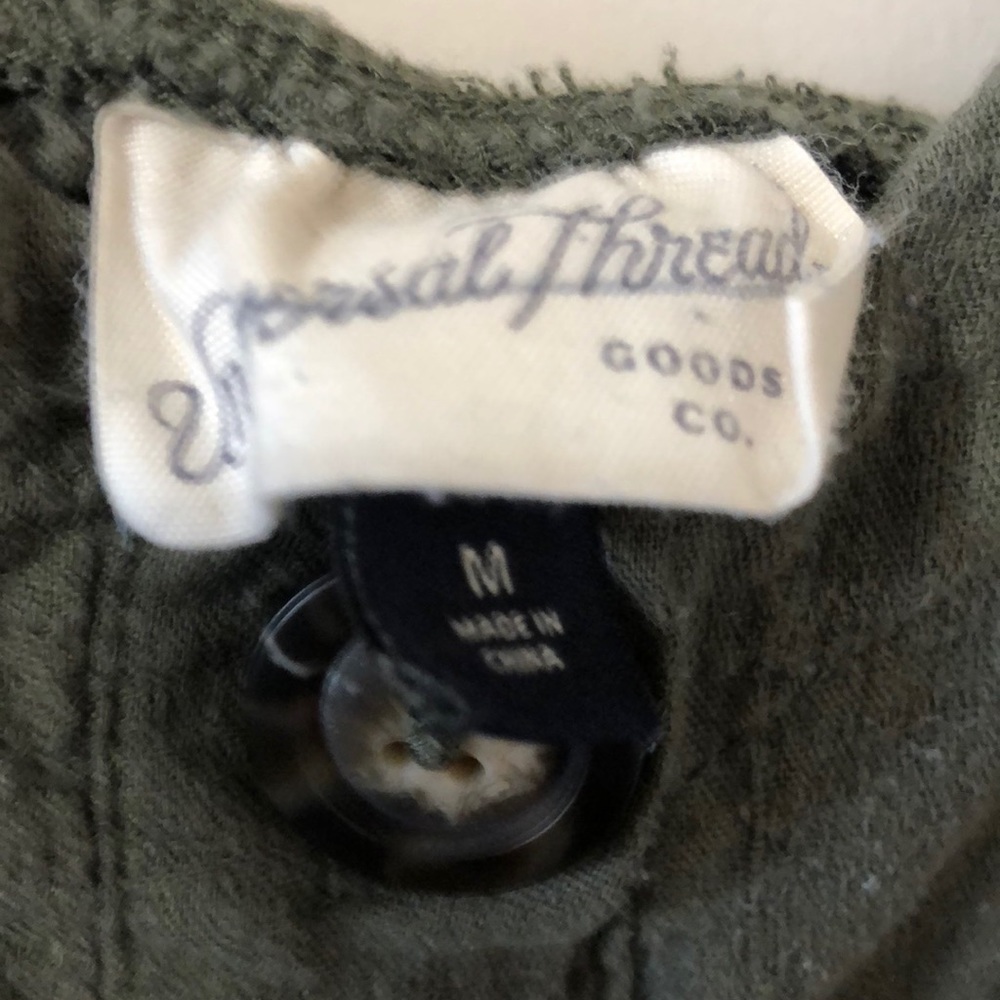 Universal Thread
GOODS
CO.
M
MADE IN
CHINA